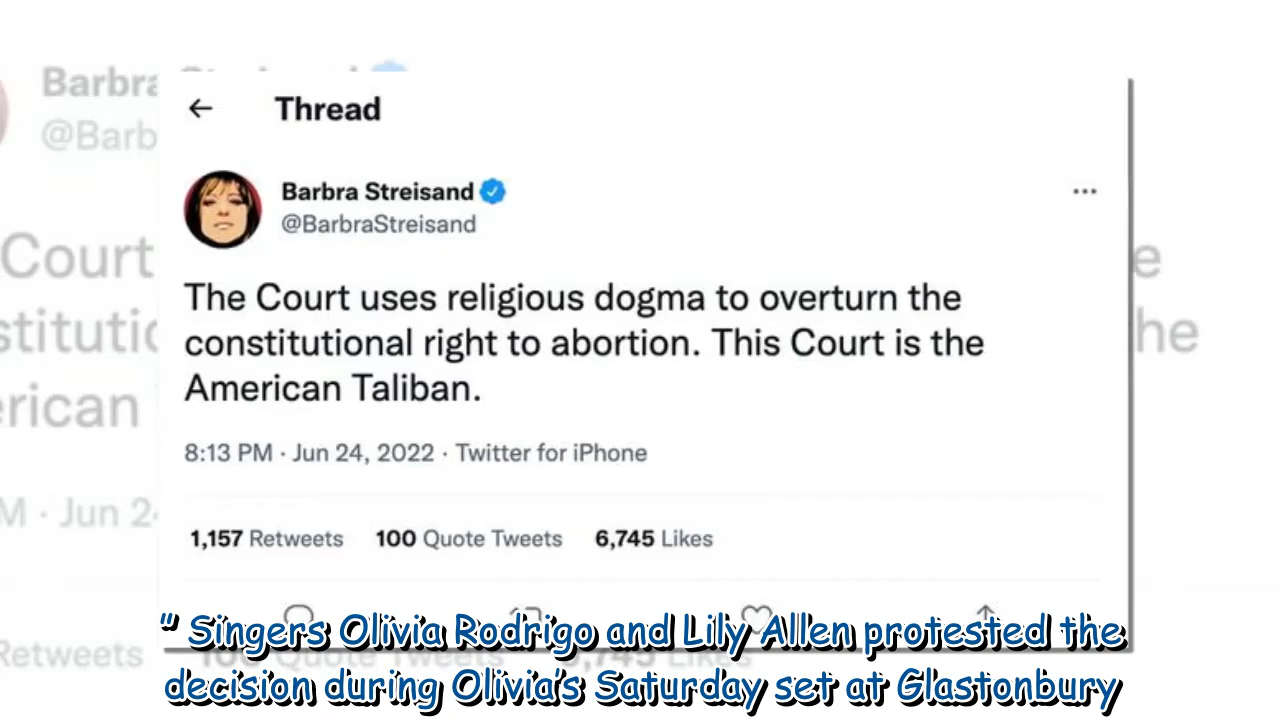 Thread
Barbra Streisand
@BarbraStreisand
The Court uses religious dogma to overturn the
constitutional right to abortion. This Court is the
American Taliban.
8:13 PM · Jun 24, 2022 · Twitter for iPhone
1,157 Retweets 100 Quote Tweets 6,745 Likes
" Singers Olivia Rodrigo and Lily Allen protested the
decision during Olivia's Saturday set at Glastonbury